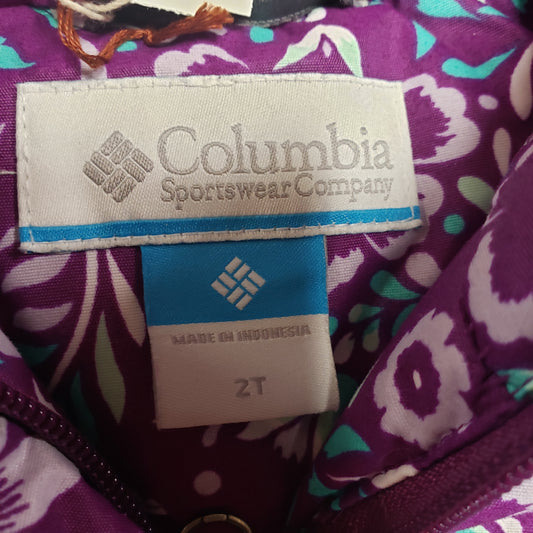 Columbia
Sportswear Company
MADE IN INDONESIA
2T